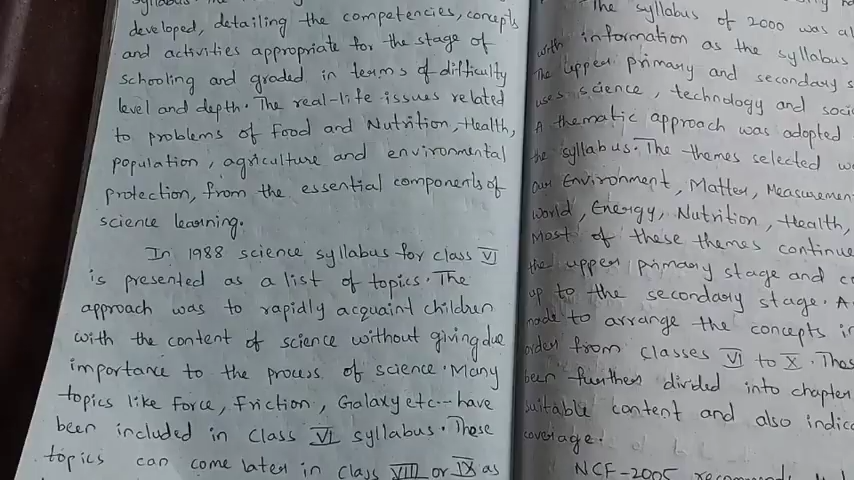 syllabus. The
developed, detailing the competencies, concepts
and activities appropriate for the stage of
schooling and graded in terms of difficulty
level and depth. The real-life issues related
to problems of Food and Nutrition, Health,
population, agriculture and environmental
protection, from the essential components of
science learning.
In 1988 science syllabus for class VI
is presented as a list of topics. The
approach was to rapidly acquaint children
with the content of science without giving due
importance to the process of science. Many
topics like Force, Friction, Galaxy etc-- have
been included in class VI syllabus. These
topics can come later in class VIII or IX as
The syllabus of 2000 was
with information as the syllabus
The upper primary and secondary
uses science, technology and
A thematic approach was adopted
the syllabus. The themes selected
our Environment, Matter,
world, Energy, Nutrition, Health,
Most of these themes continue
the upper primary stage and
up to the secondary stage. A
made to arrange the concepts in
order from classes VI to X.
been further divided into chapter
suitable content and also
coverage.
NCF-2005